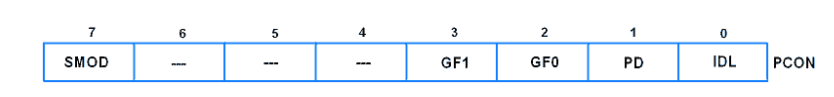 7 6 5 4 3 2 1 0
SMOD --- --- --- GF1 GF0 PD IDL PCON